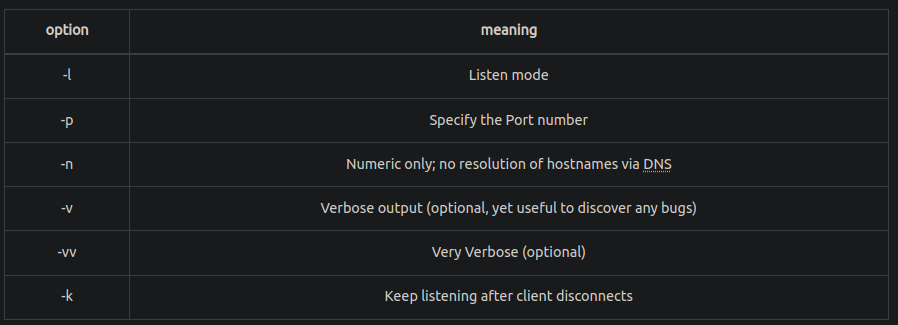 option meaning
-l Listen mode
-p Specify the Port number
-n Numeric only; no resolution of hostnames via DNS
-v Verbose output (optional, yet useful to discover any bugs)
-vv Very Verbose (optional)
-k Keep listening after client disconnects